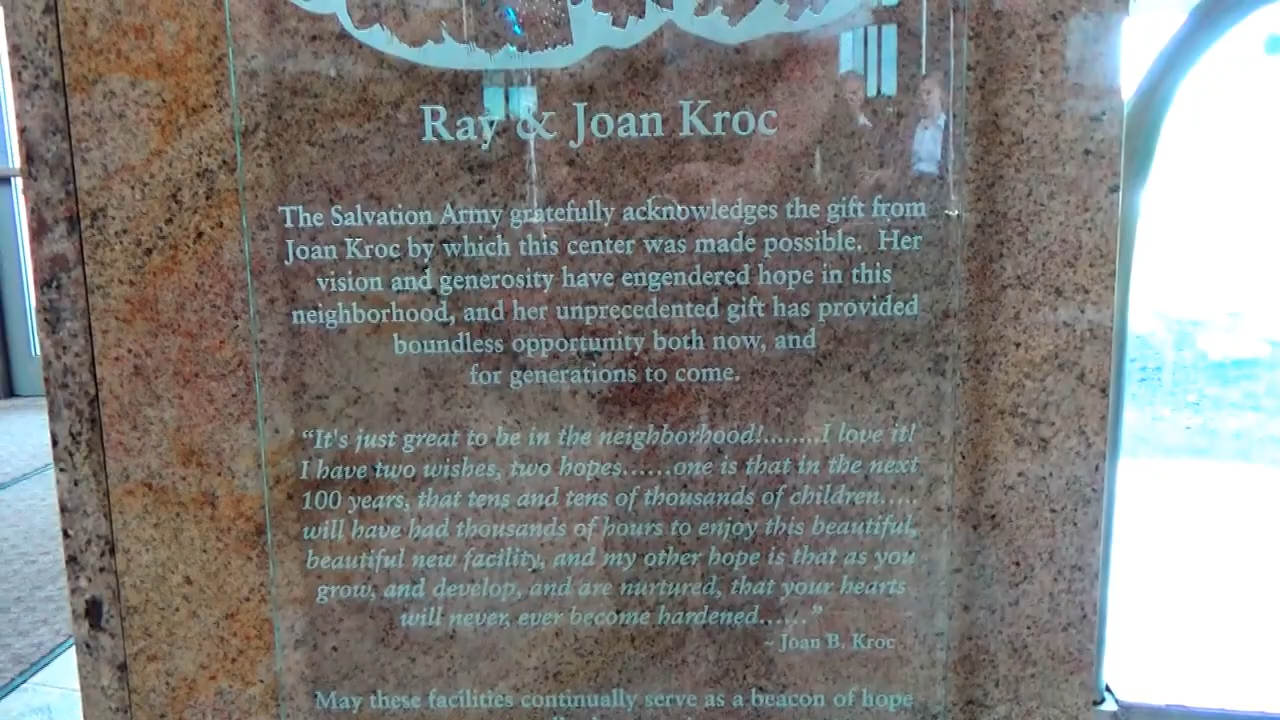 Ray & Joan Kroc
The Salvation Army gratefully acknowledges the gift from
Joan Kroc by which this center was made possible.  Her
vision and generosity have engendered hope in this
neighborhood, and her unprecedented gift has provided
boundless opportunity both now, and
for generations to come.
“It's just great to be in the neighborhood!........I love it!
I have two wishes, two hopes......one is that in the next
100 years, that tens and tens of thousands of children.....
will have had thousands of hours to enjoy this beautiful,
beautiful new facility, and my other hope is that as you
grow, and develop, and are nurtured, that your hearts
will never, ever become hardened......”
~ Joan B. Kroc
May these facilities continually serve as a beacon of hope